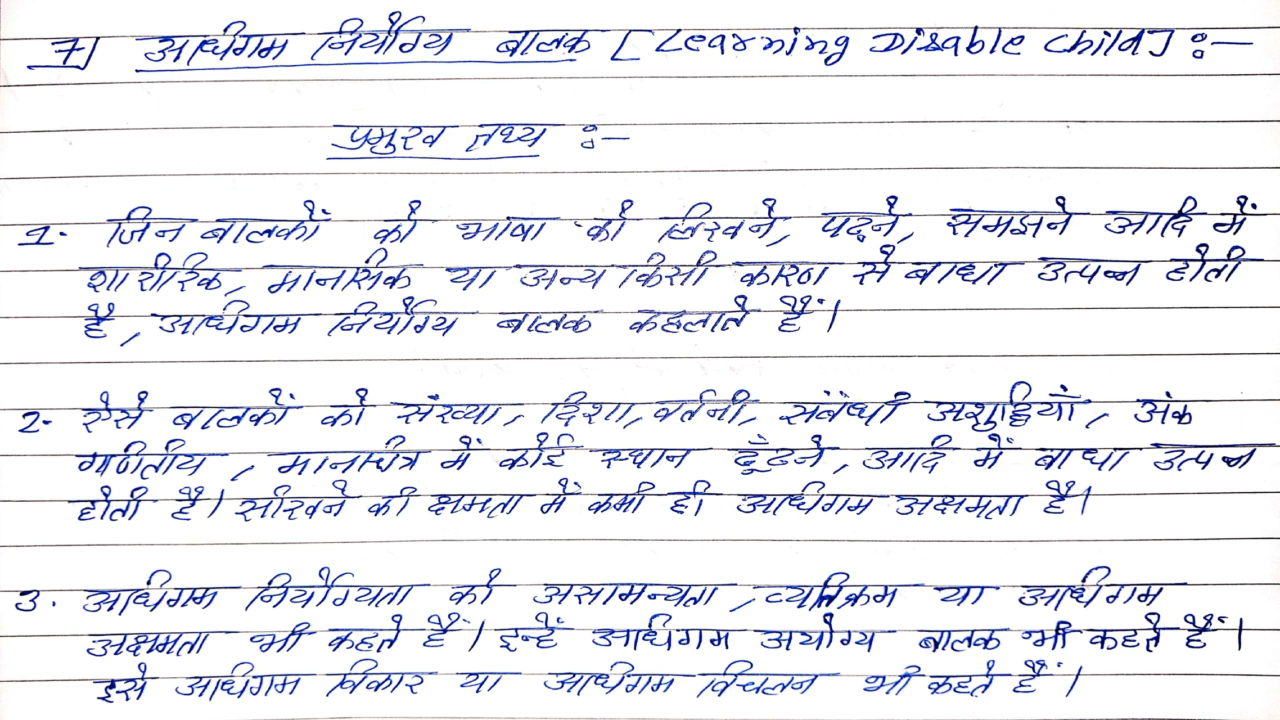 7] अधिगम निर्योग्य बालक [Learning Disable Child] :-
प्रमुख तथ्य :-
1. जिन बालकों को भाषा को लिखने, पढ़ने, समझने आदि में
शारीरिक, मानसिक या अन्य किसी कारण से बाधा उत्पन्न होती
है, अधिगम निर्योग्य बालक कहलाते हैं।
2. ऐसे बालकों को संख्या, दिशा, वर्तनी, संबंधी अशुद्धियाँ, अंक
गणितीय, मानचित्र में कोई स्थान ढूँढने, आदि में बाधा उत्पन्न
होती है। सीखने की क्षमता में कमी ही अधिगम अक्षमता है।
3. अधिगम निर्योग्यता को असामन्यता, व्यतिक्रम या अधिगम
अक्षमता भी कहते हैं। इन्हें अधिगम अयोग्य बालक भी कहते हैं।
इसे अधिगम विकार या अधिगम विचलन भी कहते हैं।